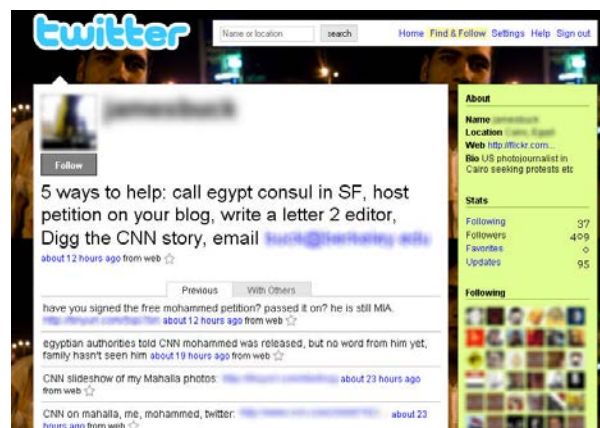 twitter
Name or location search Home Find & Follow Settings Help Sign out
Follow
5 ways to help: call egypt consul in SF, host
petition on your blog, write a letter 2 editor,
Digg the CNN story, email
about 12 hours ago from web
Previous With Others
have you signed the free mohammed petition? passed it on? he is still MIA.
about 12 hours ago from web
egyptian authorities told CNN mohammed was released, but no word from him yet,
family hasn't seen him about 19 hours ago from web
CNN slideshow of my Mahalla photos: about 23 hours ago
from web
CNN on mahalla, me, mohammed, twitter: about 23
hours ago from web
About
Name
Location
Web http://flickr.com...
Bio US photojournalist in
Cairo seeking protests etc
Stats
Following 37
Followers 409
Favorites 0
Updates 95
Following